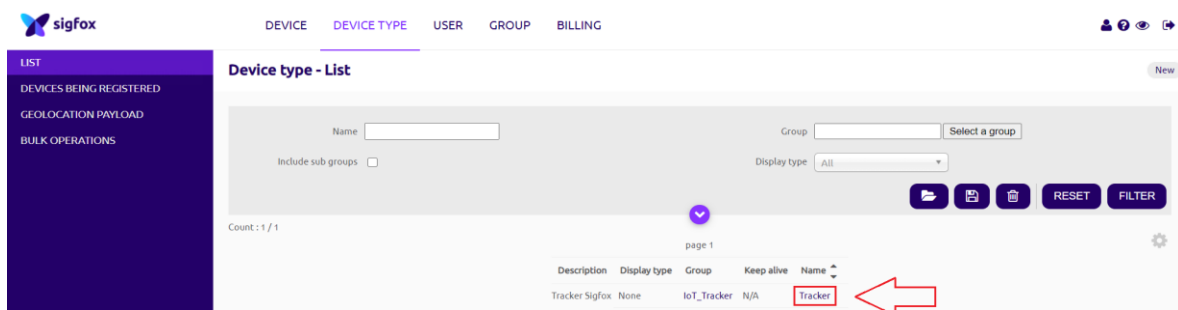 sigfox
DEVICE DEVICE TYPE USER GROUP BILLING
LIST
DEVICES BEING REGISTERED
GEOLOCATION PAYLOAD
BULK OPERATIONS
Device type - List
New
Name
Group Select a group
Include sub groups
Display type All
RESET FILTER
Count : 1 / 1
page 1
Description Display type Group Keep alive Name
Tracker Sigfox None IoT_Tracker N/A Tracker